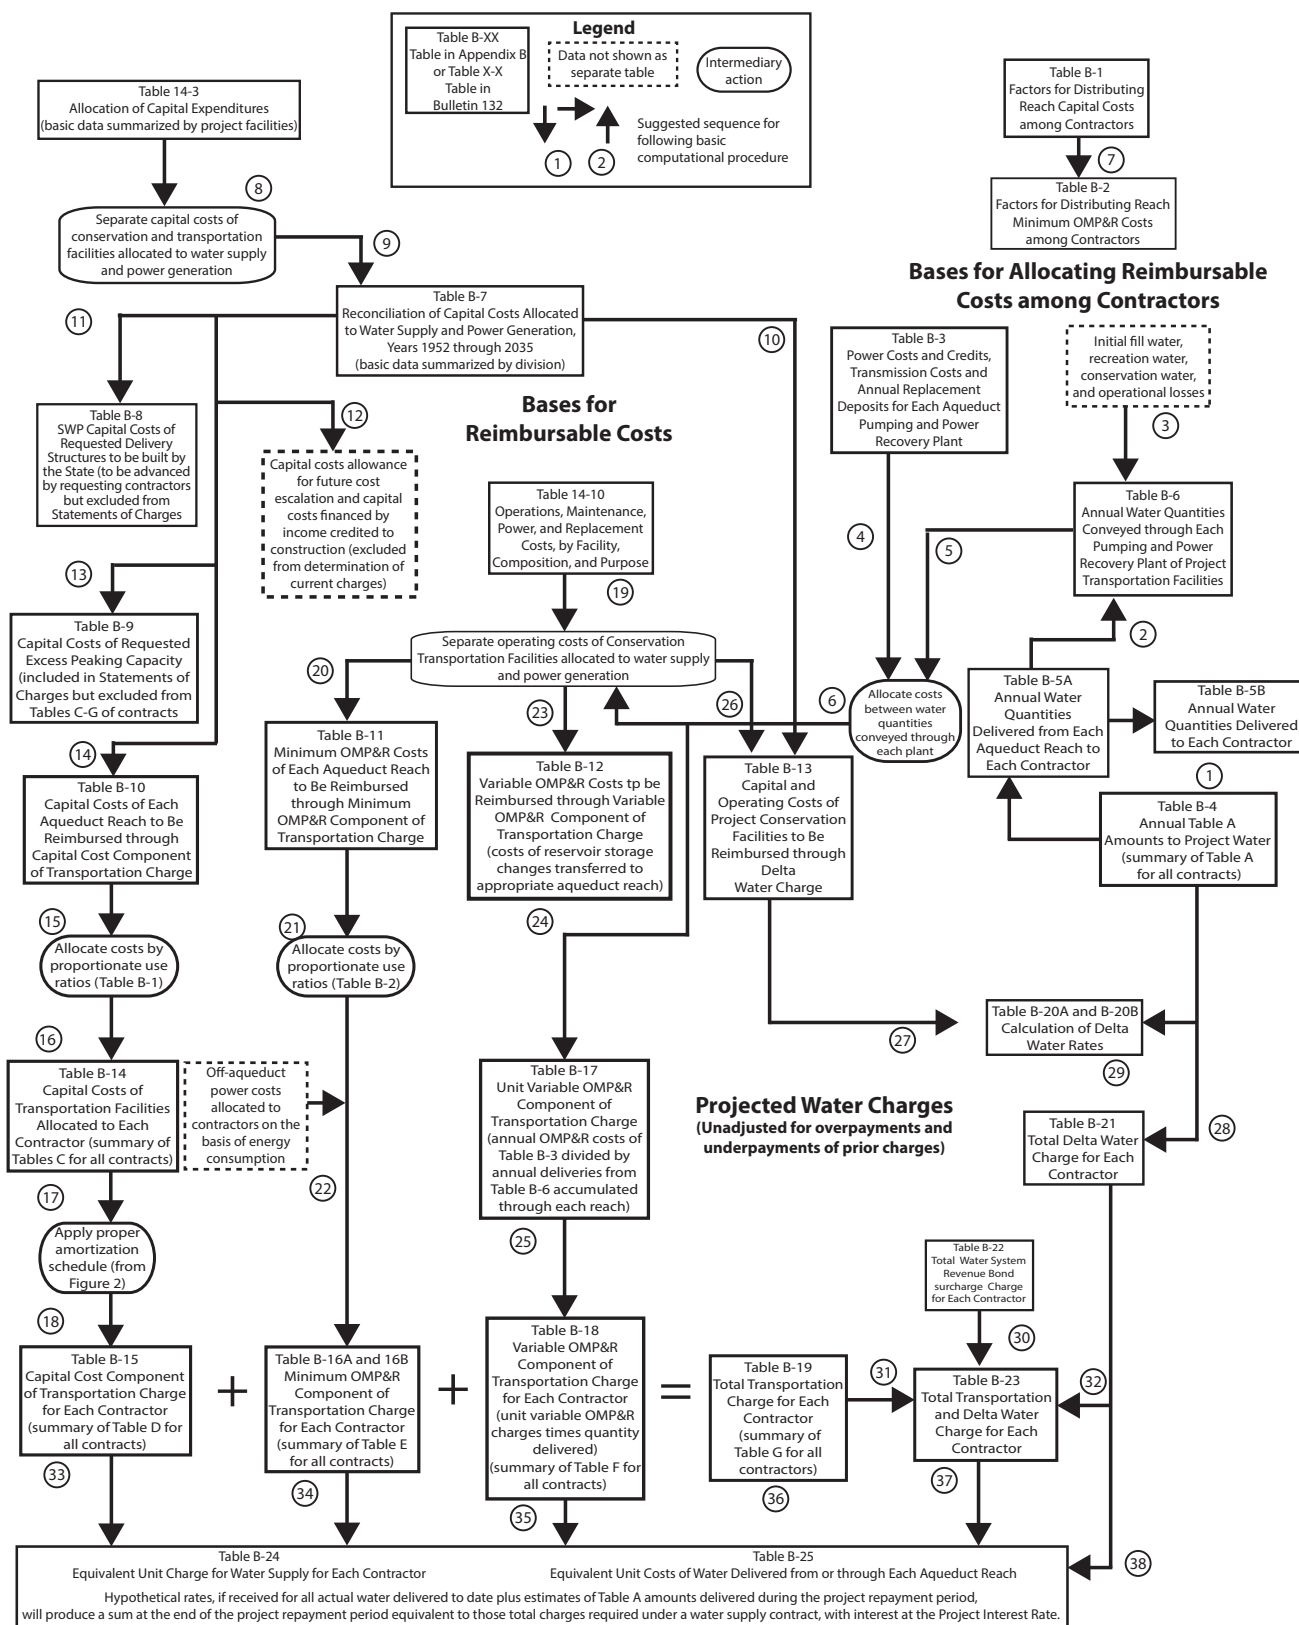 Legend
Table B-XX
Table in Appendix B
or Table X-X
Table in
Bulletin 132
Data not shown as
separate table
Intermediary
action
1
2
Suggested sequence for
following basic
computational procedure
Table 14-3
Allocation of Capital Expenditures
(basic data summarized by project facilities)
8
Separate capital costs of
conservation and transportation
facilities allocated to water supply
and power generation
9
Table B-1
Factors for Distributing
Reach Capital Costs
among Contractors
7
Table B-2
Factors for Distributing Reach
Minimum OMP&R Costs
among Contractors
Bases for Allocating Reimbursable
Costs among Contractors
Table B-7
Reconciliation of Capital Costs Allocated
to Water Supply and Power Generation,
Years 1952 through 2035
(basic data summarized by division)
11
10
Table B-3
Power Costs and Credits,
Transmission Costs and
Annual Replacement
Deposits for Each Aqueduct
Pumping and Power
Recovery Plant
Initial fill water,
recreation water,
conservation water,
and operational losses
3
Table B-8
SWP Capital Costs of
Requested Delivery
Structures to be built by
the State (to be advanced
by requesting contractors
but excluded from
Statements of Charges
12
Bases for
Reimbursable Costs
Capital costs allowance
for future cost
escalation and capital
costs financed by
income credited to
construction (excluded
from determination of
current charges)
Table 14-10
Operations, Maintenance,
Power, and Replacement
Costs, by Facility,
Composition, and Purpose
19
4
5
Table B-6
Annual Water Quantities
Conveyed through Each
Pumping and Power
Recovery Plant of Project
Transportation Facilities
2
13
Table B-9
Capital Costs of Requested
Excess Peaking Capacity
(included in Statements of
Charges but excluded from
Tables C-G of contracts
Separate operating costs of Conservation
Transportation Facilities allocated to water supply
and power generation
20
23
26
6
Allocate costs
between water
quantities
conveyed through
each plant
Table B-5A
Annual Water
Quantities
Delivered from Each
Aqueduct Reach to
Each Contractor
Table B-5B
Annual Water
Quantities Delivered
to Each Contractor
1
14
Table B-10
Capital Costs of Each
Aqueduct Reach to Be
Reimbursed through
Capital Cost Component
of Transportation Charge
Table B-11
Minimum OMP&R Costs
of Each Aqueduct Reach
to Be Reimbursed
through Minimum
OMP&R Component of
Transportation Charge
Table B-12
Variable OMP&R Costs tp be
Reimbursed through Variable
OMP&R Component of
Transportation Charge
(costs of reservoir storage
changes transferred to
appropriate aqueduct reach)
Table B-13
Capital and
Operating Costs of
Project Conservation
Facilities to Be
Reimbursed through
Delta
Water Charge
Table B-4
Annual Table A
Amounts to Project Water
(summary of Table A
for all contracts)
15
21
24
Allocate costs by
proportionate use
ratios (Table B-1)
Allocate costs by
proportionate use
ratios (Table B-2)
16
27
Table B-20A and B-20B
Calculation of Delta
Water Rates
29
Table B-14
Capital Costs of
Transportation Facilities
Allocated to Each
Contractor (summary of
Tables C for all contracts)
Off-aqueduct
power costs
allocated to
contractors on the
basis of energy
consumption
Table B-17
Unit Variable OMP&R
Component of
Transportation Charge
(annual OMP&R costs of
Table B-3 divided by
annual deliveries from
Table B-6 accumulated
through each reach)
Projected Water Charges
(Unadjusted for overpayments and
underpayments of prior charges)
Table B-21
Total Delta Water
Charge for Each
Contractor
28
17
22
25
Apply proper
amortization
schedule (from
Figure 2)
18
Table B-22
Total Water System
Revenue Bond
surcharge Charge
for Each Contractor
30
Table B-15
Capital Cost Component
of Transportation Charge
for Each Contractor
(summary of Table D for
all contracts)
+
Table B-16A and 16B
Minimum OMP&R
Component of
Transportation Charge
for Each Contractor
(summary of Table E
for all contracts)
+
Table B-18
Variable OMP&R
Component of
Transportation Charge
for Each Contractor
(unit variable OMP&R
charges times quantity
delivered)
(summary of Table F for
all contracts)
=
Table B-19
Total Transportation
Charge for Each
Contractor
(summary of
Table G for all
contractors)
31
Table B-23
Total Transportation
and Delta Water
Charge for Each
Contractor
32
33
34
35
36
37
38
Table B-24
Equivalent Unit Charge for Water Supply for Each Contractor
Table B-25
Equivalent Unit Costs of Water Delivered from or through Each Aqueduct Reach
Hypothetical rates, if received for all actual water delivered to date plus estimates of Table A amounts delivered during the project repayment period,
will produce a sum at the end of the project repayment period equivalent to those total charges required under a water supply contract, with interest at the Project Interest Rate.